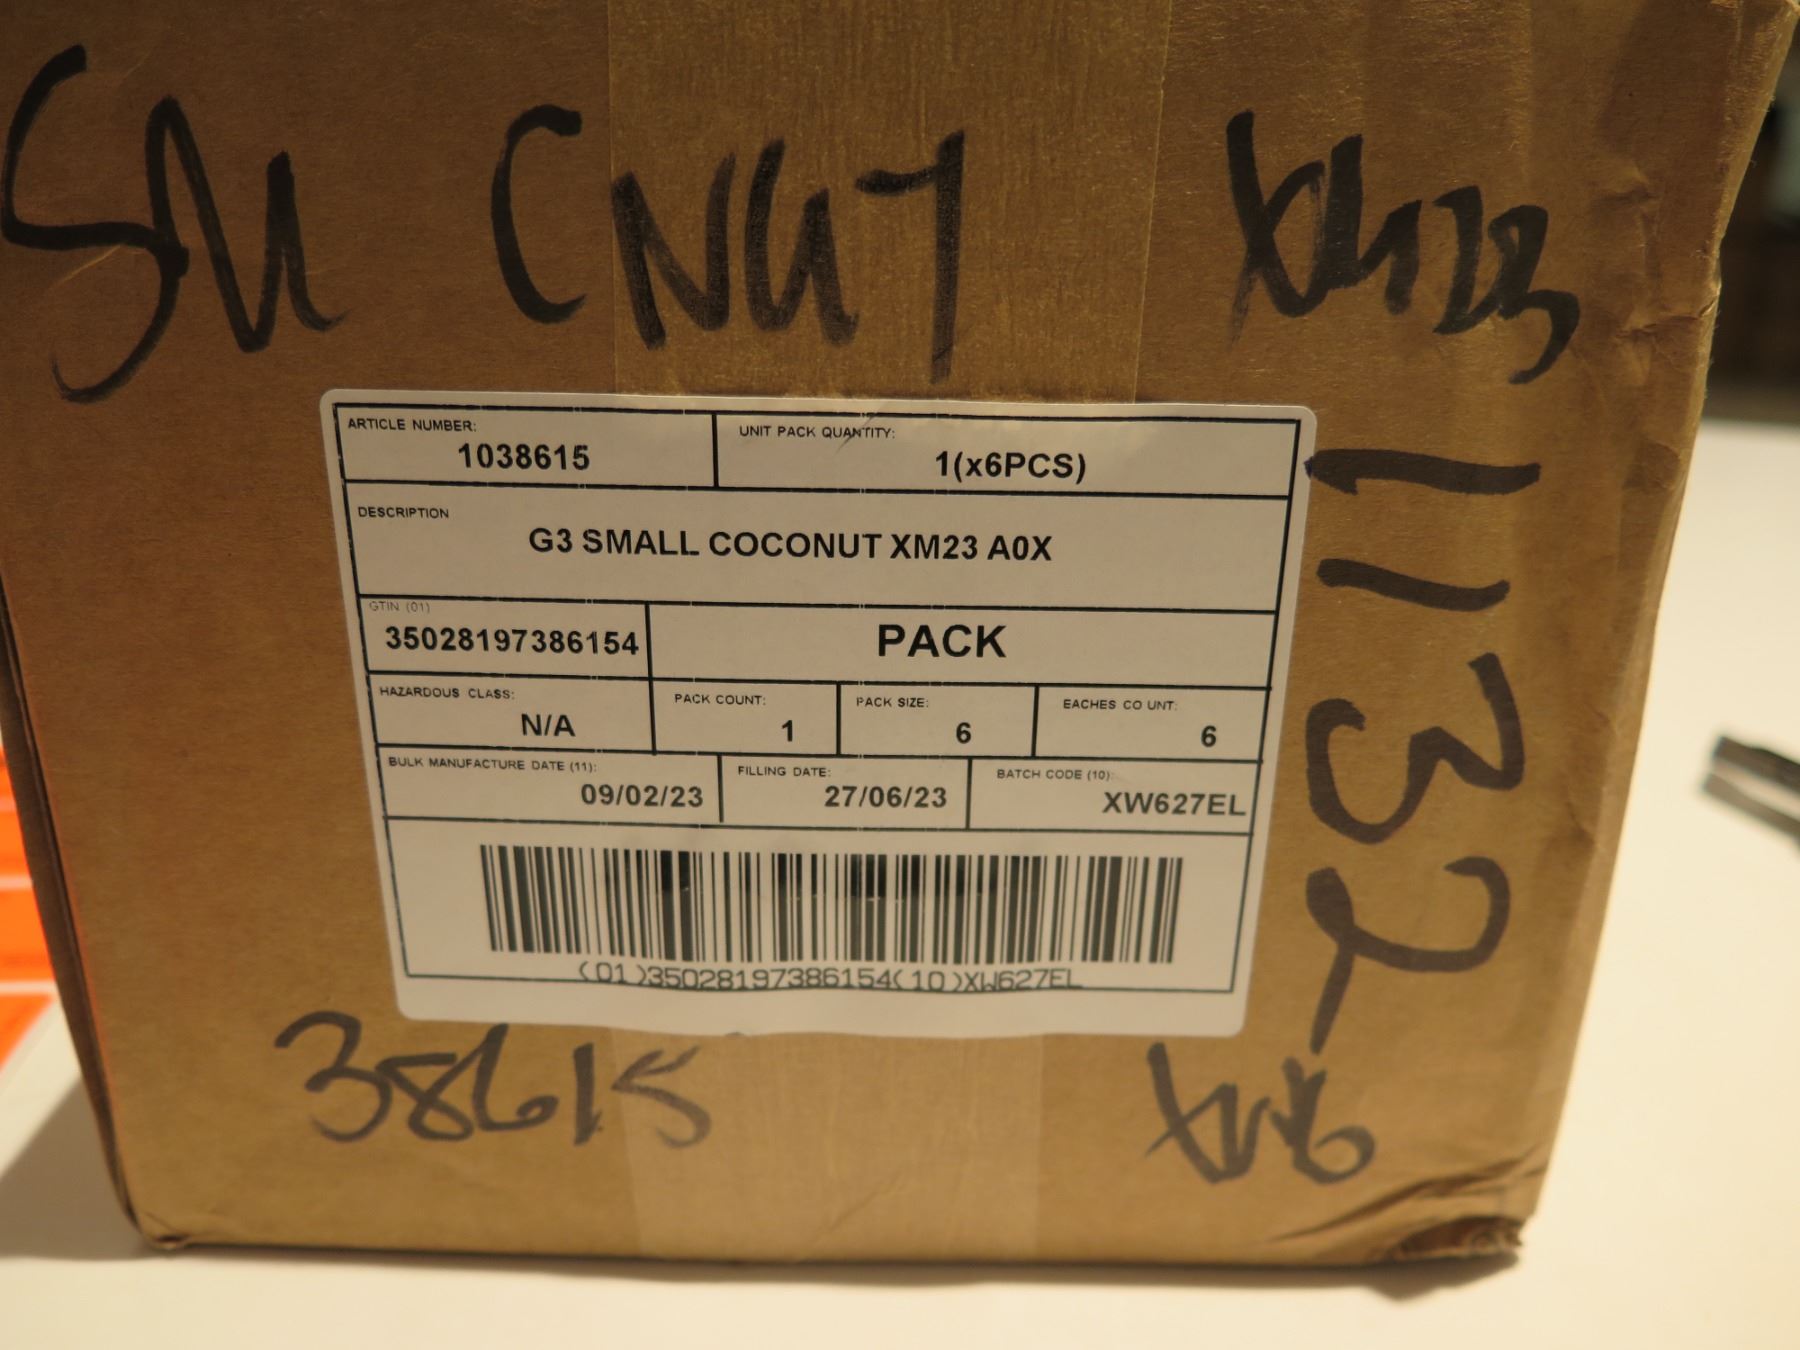 SM CNUT XM23
ARTICLE NUMBER:
1038615
UNIT PACK QUANTITY:
1(x6PCS)
DESCRIPTION
G3 SMALL COCONUT XM23 A0X
GTIN (01)
35028197386154
PACK
HAZARDOUS CLASS:
N/A
PACK COUNT:
1
PACK SIZE:
6
EACHES CO UNT:
6
BULK MANUFACTURE DATE (11):
09/02/23
FILLING DATE:
27/06/23
BATCH CODE (10):
XW627EL
(01)35028197386154(10)XW627EL
1132
38615
XW6